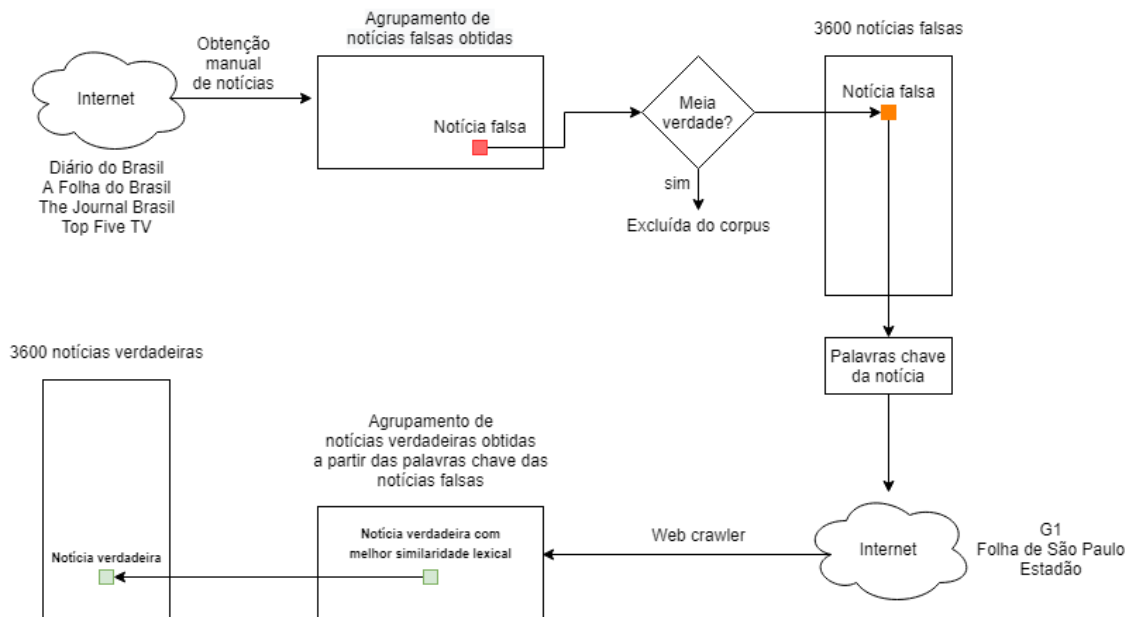 Internet
Diário do Brasil
A Folha do Brasil
The Journal Brasil
Top Five TV
Obtenção
manual
de notícias
Agrupamento de
notícias falsas obtidas
Notícia falsa
Meia
verdade?
sim
Excluída do corpus
3600 notícias falsas
Notícia falsa
Palavras chave
da notícia
Internet
G1
Folha de São Paulo
Estadão
Web crawler
Agrupamento de
notícias verdadeiras obtidas
a partir das palavras chave das
notícias falsas
Notícia verdadeira com
melhor similaridade lexical
3600 notícias verdadeiras
Notícia verdadeira